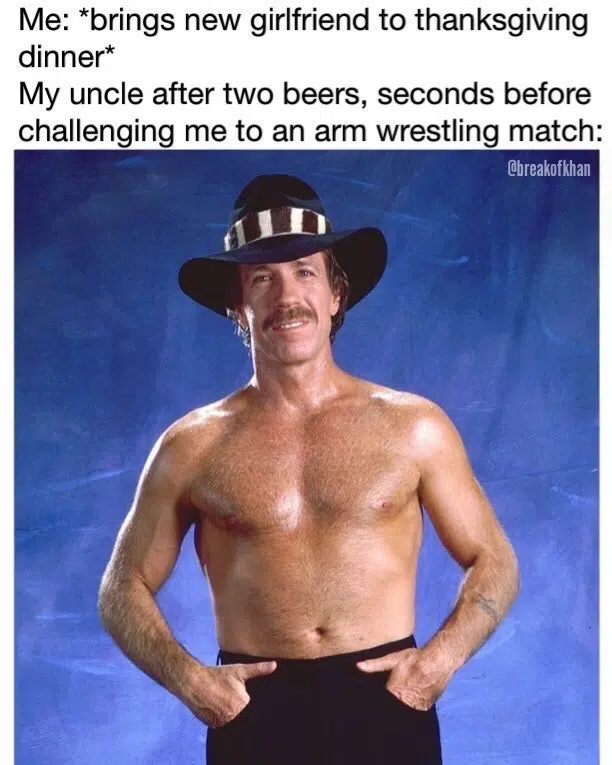 Me: *brings new girlfriend to thanksgiving
dinner*
My uncle after two beers, seconds before
challenging me to an arm wrestling match:
@breakofkhan